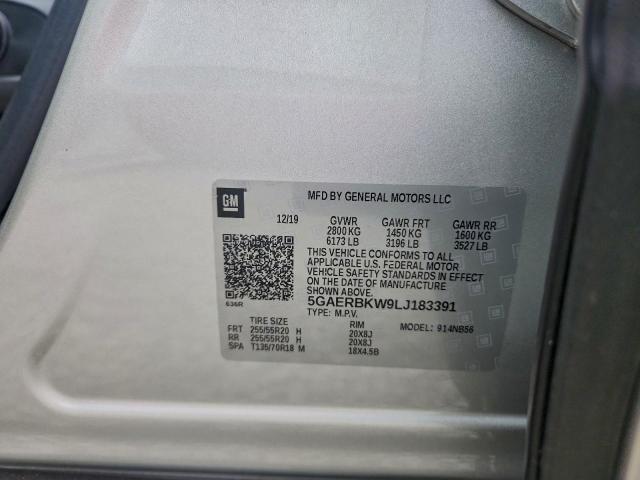 GM
MFD BY GENERAL MOTORS LLC
12/19 GVWR GAWR FRT GAWR RR
2800 KG 1450 KG 1600 KG
6173 LB 3196 LB 3527 LB
THIS VEHICLE CONFORMS TO ALL
APPLICABLE U.S. FEDERAL MOTOR
VEHICLE SAFETY STANDARDS IN EFFECT
ON THE DATE OF MANUFACTURE
SHOWN ABOVE.
636R
5GAERBKW9LJ183391
TYPE: M.P.V. MODEL: 914NB56
TIRE SIZE RIM
FRT 255/55R20 H 20X8J
RR 255/55R20 H 20X8J
SPA T135/70R18 M 18X4.5B